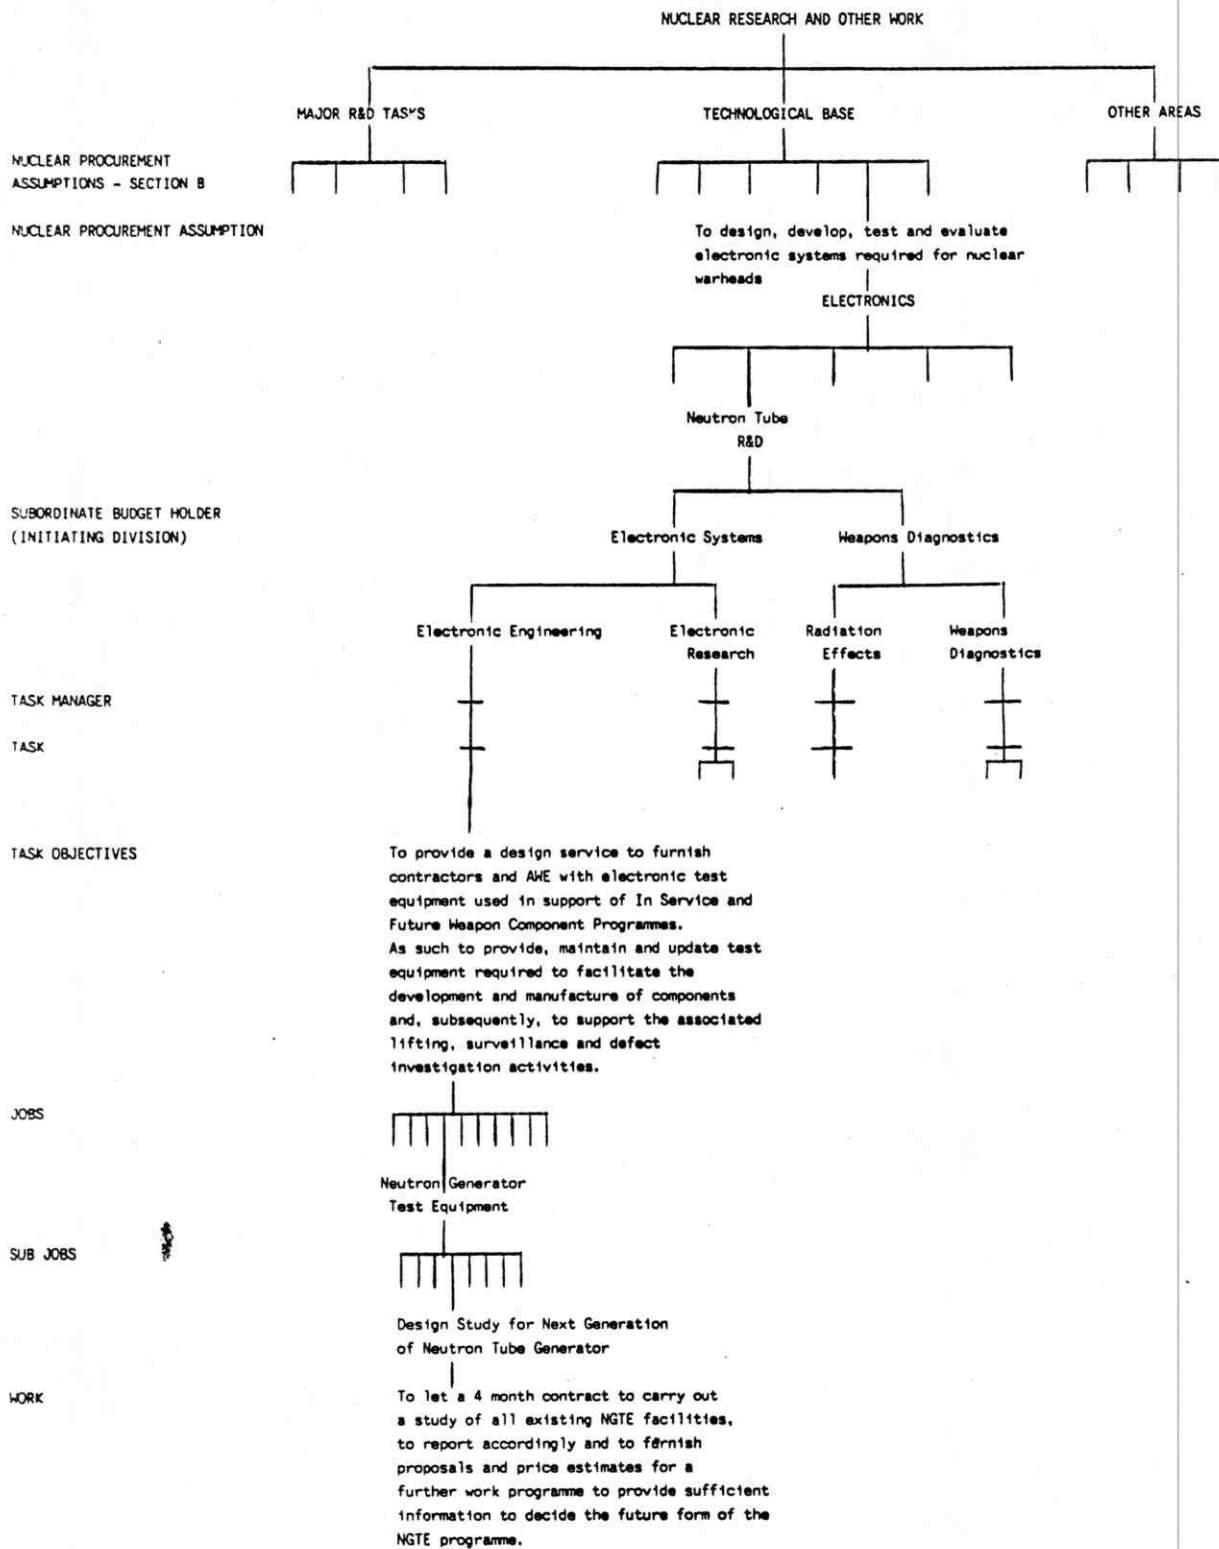 NUCLEAR RESEARCH AND OTHER WORK
MAJOR R&D TASKS
TECHNOLOGICAL BASE
OTHER AREAS
NUCLEAR PROCUREMENT
ASSUMPTIONS - SECTION B
NUCLEAR PROCUREMENT ASSUMPTION
To design, develop, test and evaluate
electronic systems required for nuclear
warheads
ELECTRONICS
Neutron Tube
R&D
SUBORDINATE BUDGET HOLDER
(INITIATING DIVISION)
Electronic Systems
Weapons Diagnostics
Electronic Engineering
Electronic
Research
Radiation
Effects
Weapons
Diagnostics
TASK MANAGER
TASK
TASK OBJECTIVES
To provide a design service to furnish
contractors and AWE with electronic test
equipment used in support of In Service and
Future Weapon Component Programmes.
As such to provide, maintain and update test
equipment required to facilitate the
development and manufacture of components
and, subsequently, to support the associated
lifting, surveillance and defect
investigation activities.
JOBS
Neutron Generator
Test Equipment
SUB JOBS
Design Study for Next Generation
of Neutron Tube Generator
WORK
To let a 4 month contract to carry out
a study of all existing NGTE facilities,
to report accordingly and to furnish
proposals and price estimates for a
further work programme to provide sufficient
information to decide the future form of the
NGTE programme.